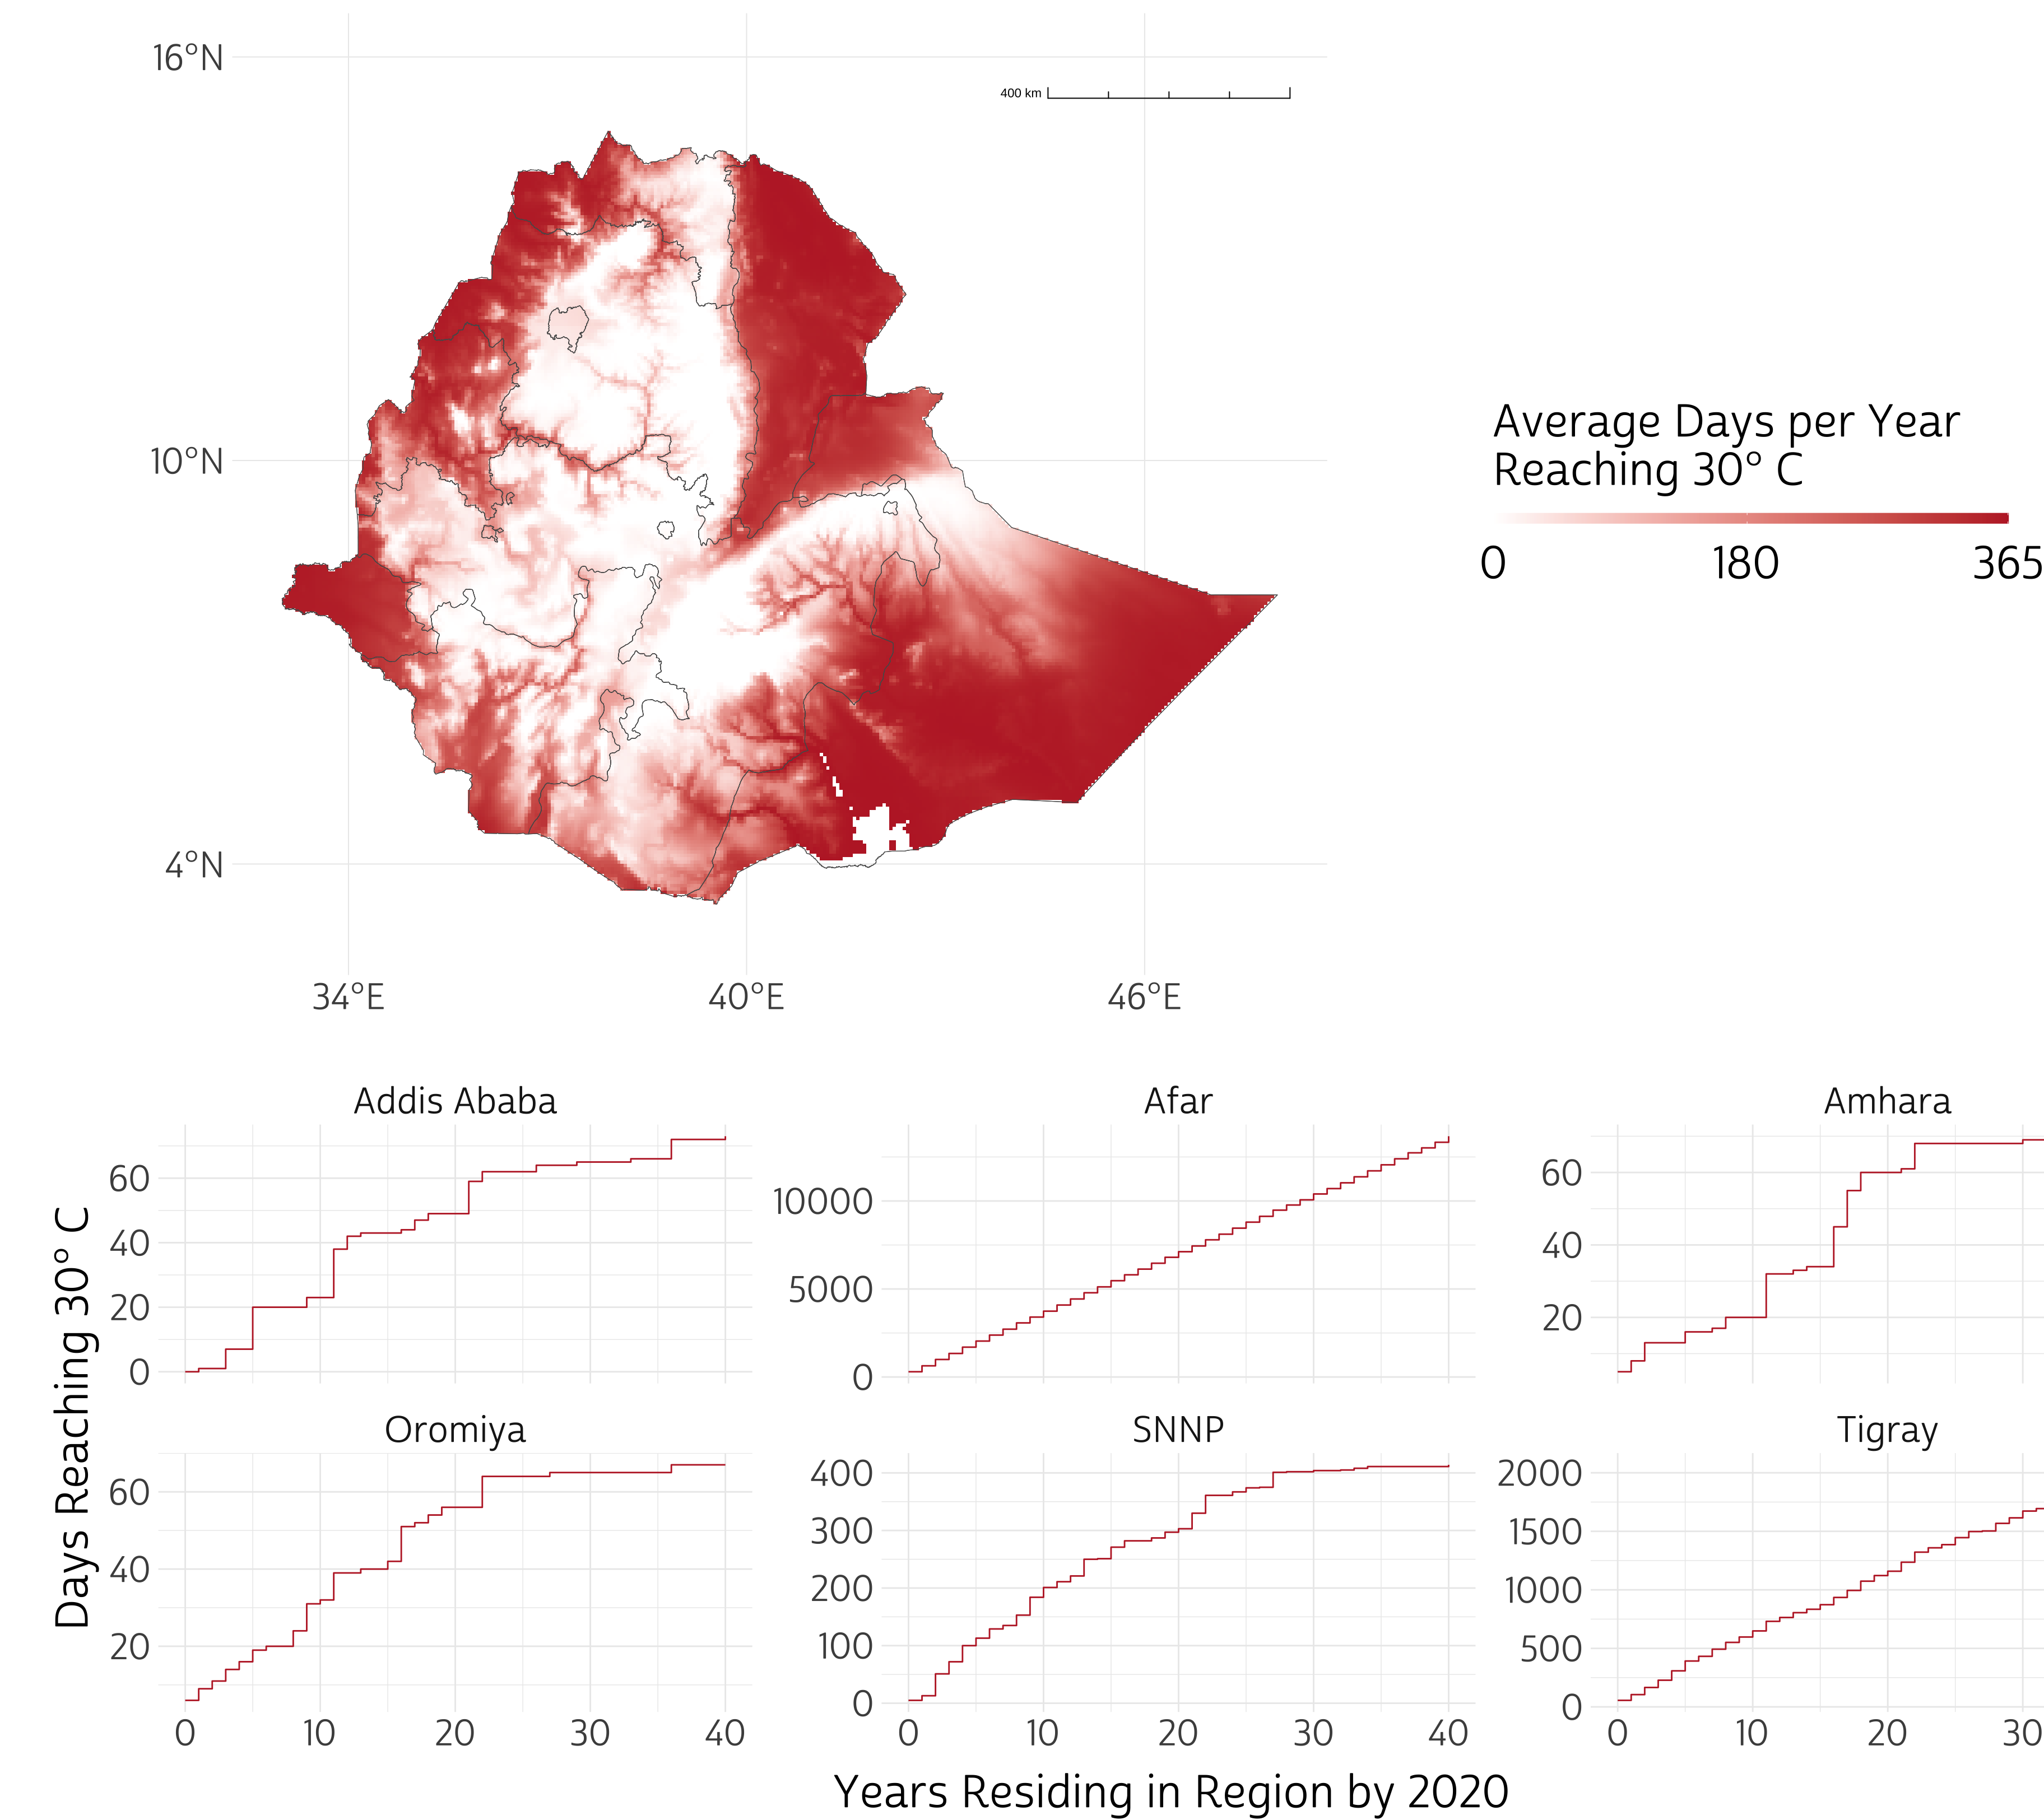 16°N
400 km
10°N
4°N
34°E 40°E 46°E
Average Days per Year
Reaching 30° C
0 180 365
Addis Ababa Afar Amhara
60
40
20
0
10000
5000
0
60
40
20
Days Reaching 30° C
Oromiya SNNP Tigray
60
40
20
400
300
200
100
0
2000
1500
1000
500
0
0 10 20 30 40
0 10 20 30 40
0 10 20 30
Years Residing in Region by 2020